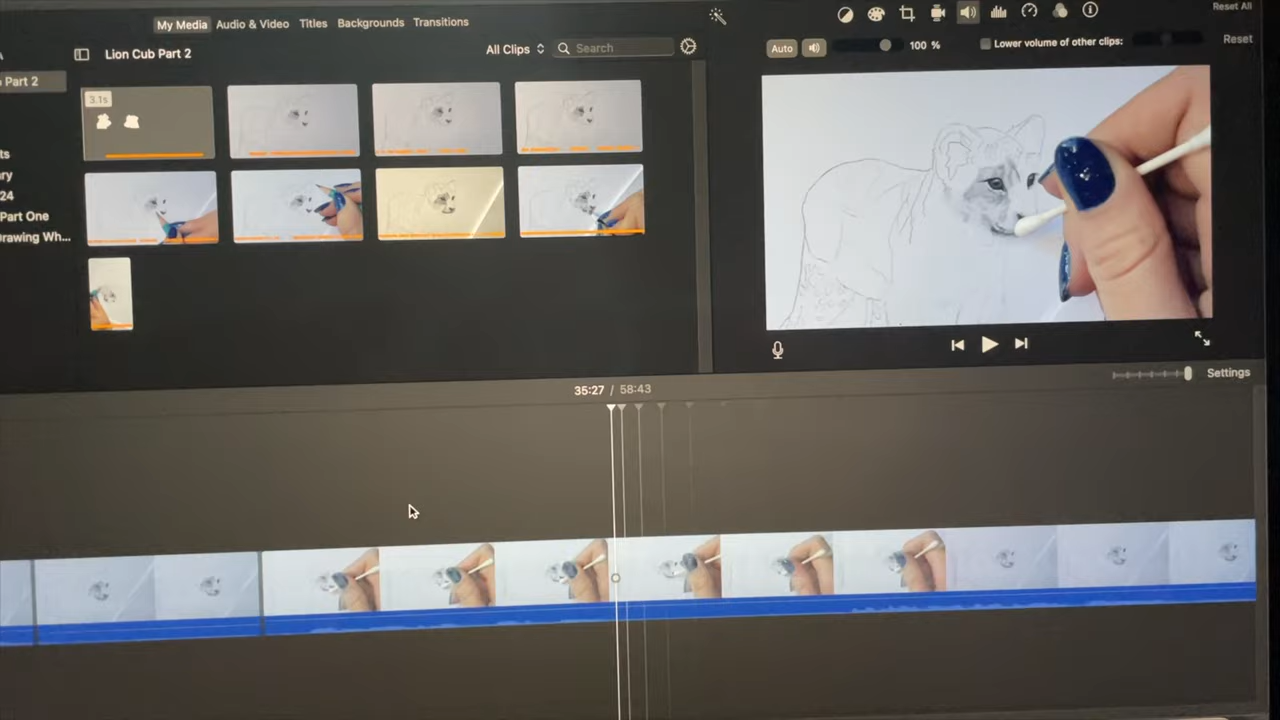 My Media Audio & Video Titles Backgrounds Transitions
Reset All
Lion Cub Part 2
All Clips
Search
Auto
100 %
Lower volume of other clips:
Reset
Part 2
3.1s
24
Part One
35:27 / 58:43
Settings